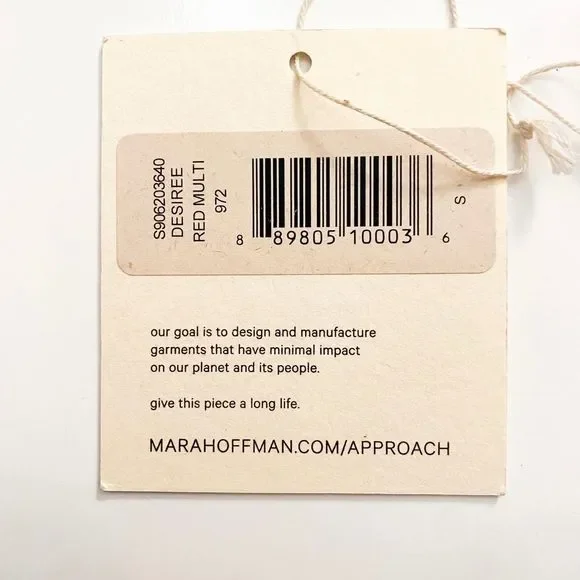 S906203640
DESIREE
RED MULTI
972
8 89805 10003 6
S
our goal is to design and manufacture
garments that have minimal impact
on our planet and its people.
give this piece a long life.
MARAHOFFMAN.COM/APPROACH